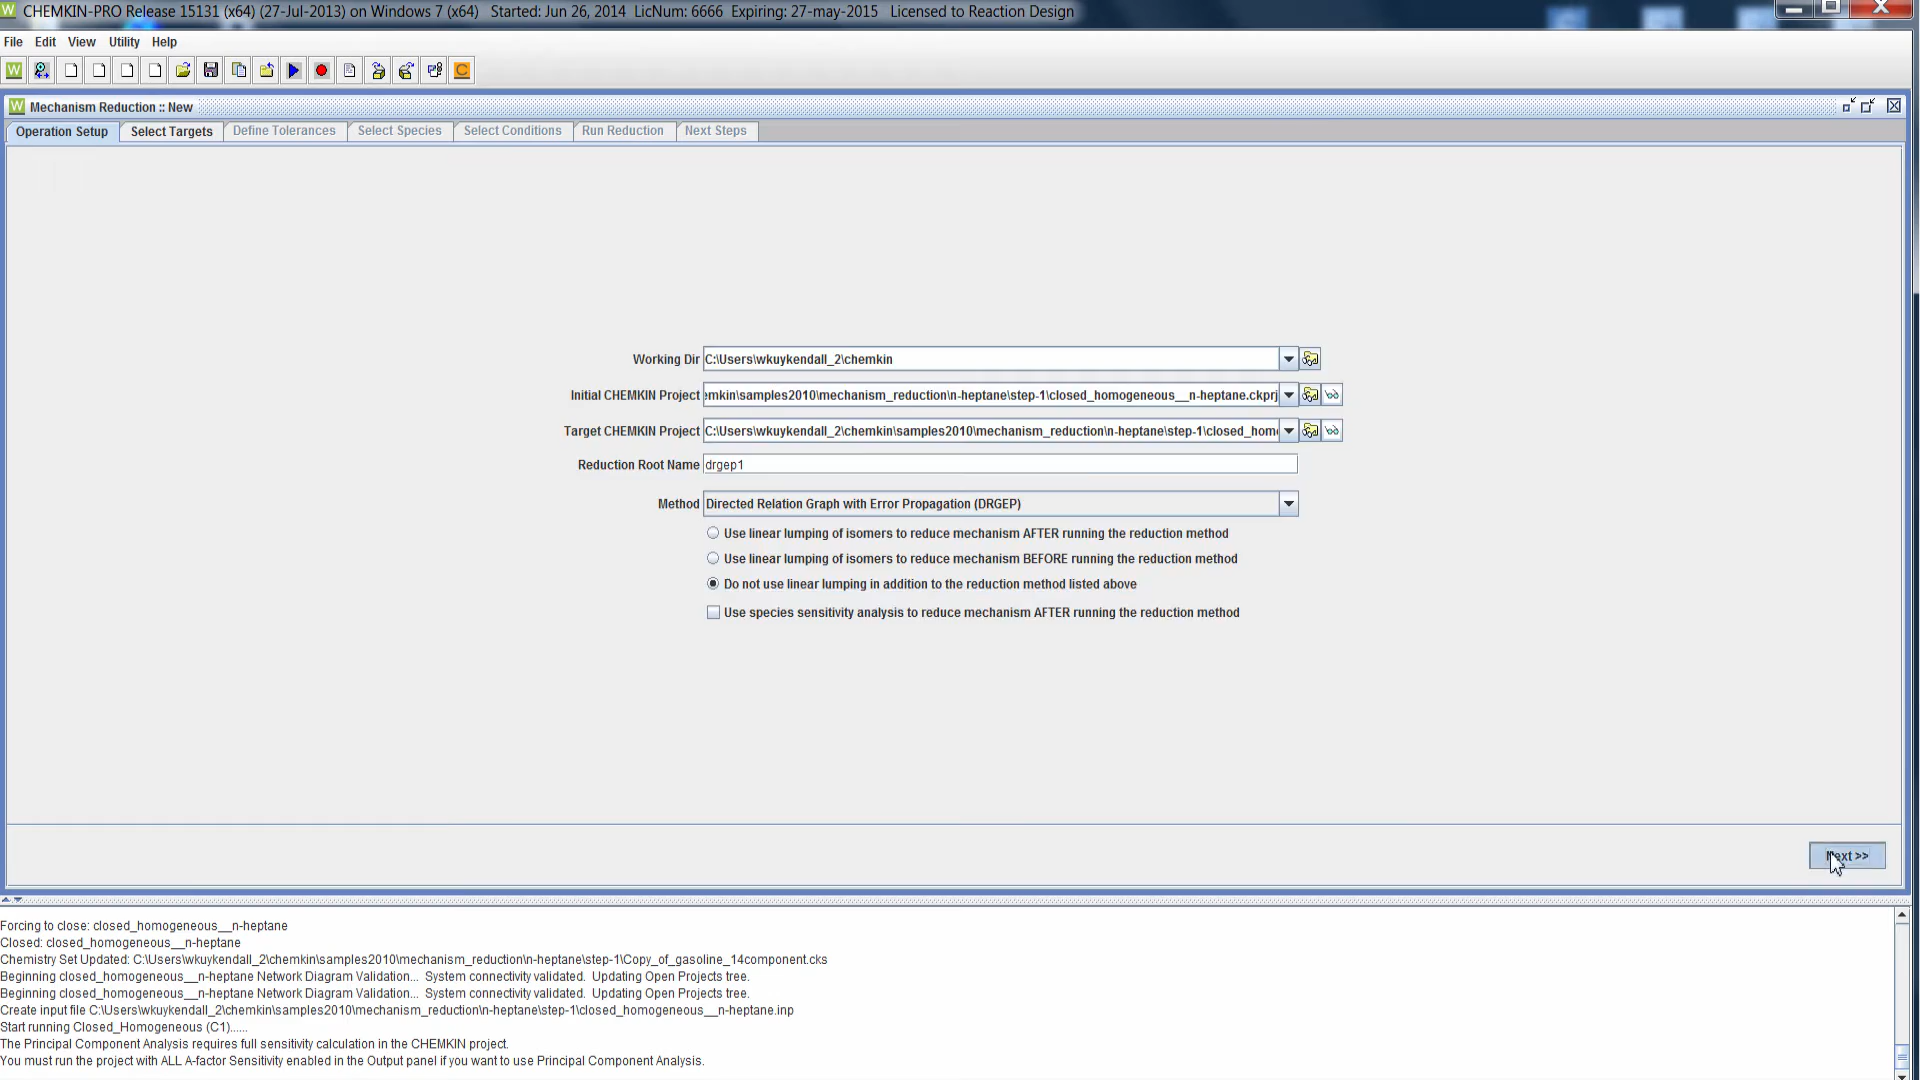 CHEMKIN-PRO Release 15131 (x64) (27-Jul-2013) on Windows 7 (x64)  Started: Jun 26, 2014  LicNum: 6666  Expiring: 27-may-2015  Licensed to Reaction Design
File Edit View Utility Help
Mechanism Reduction :: New
Operation Setup Select Targets Define Tolerances Select Species Select Conditions Run Reduction Next Steps
Working Dir C:\Users\wkuykendall_2\chemkin
Initial CHEMKIN Project emkin\samples2010\mechanism_reduction\n-heptane\step-1\closed_homogeneous__n-heptane.ckprj
Target CHEMKIN Project C:\Users\wkuykendall_2\chemkin\samples2010\mechanism_reduction\n-heptane\step-1\closed_hom
Reduction Root Name drgep1
Method Directed Relation Graph with Error Propagation (DRGEP)
Use linear lumping of isomers to reduce mechanism AFTER running the reduction method
Use linear lumping of isomers to reduce mechanism BEFORE running the reduction method
Do not use linear lumping in addition to the reduction method listed above
Use species sensitivity analysis to reduce mechanism AFTER running the reduction method
Next >>
Forcing to close: closed_homogeneous__n-heptane
Closed: closed_homogeneous__n-heptane
Chemistry Set Updated: C:\Users\wkuykendall_2\chemkin\samples2010\mechanism_reduction\n-heptane\step-1\Copy_of_gasoline_14component.cks
Beginning closed_homogeneous__n-heptane Network Diagram Validation...  System connectivity validated.  Updating Open Projects tree.
Beginning closed_homogeneous__n-heptane Network Diagram Validation...  System connectivity validated.  Updating Open Projects tree.
Create input file C:\Users\wkuykendall_2\chemkin\samples2010\mechanism_reduction\n-heptane\step-1\closed_homogeneous__n-heptane.inp
Start running Closed_Homogeneous (C1)......
The Principal Component Analysis requires full sensitivity calculation in the CHEMKIN project.
You must run the project with ALL A-factor Sensitivity enabled in the Output panel if you want to use Principal Component Analysis.